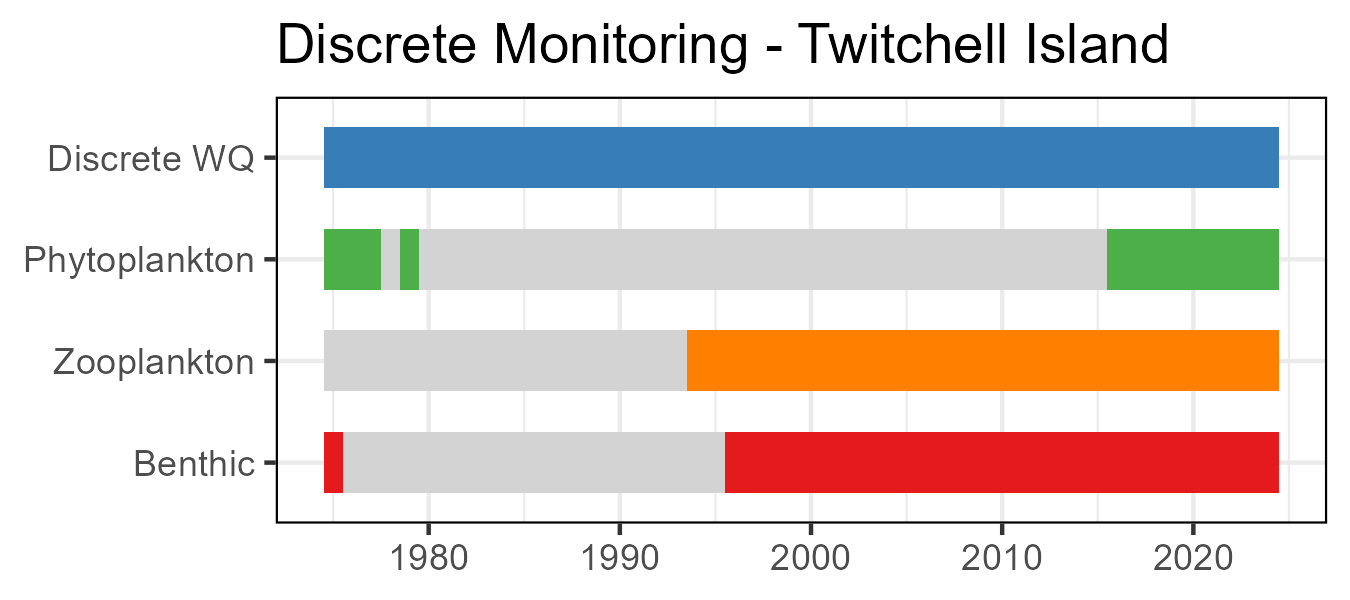 Discrete Monitoring - Twitchell Island
Discrete WQ
Phytoplankton
Zooplankton
Benthic
1980 1990 2000 2010 2020